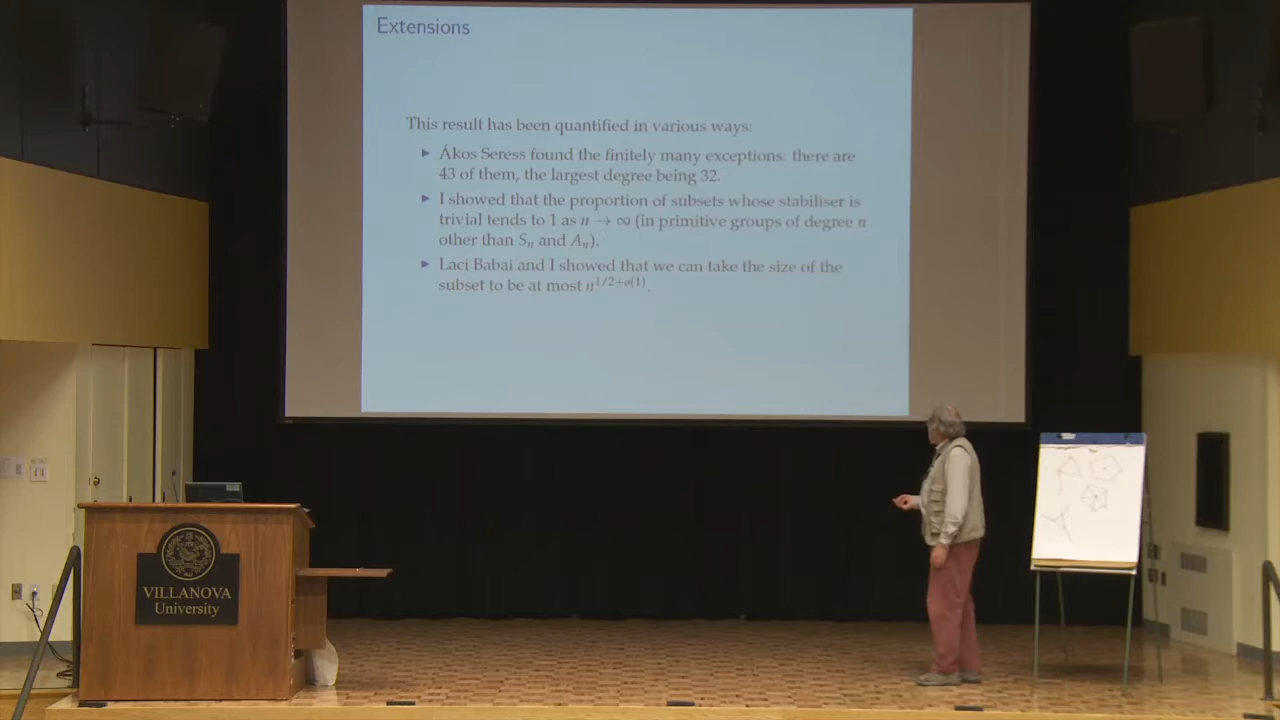 Extensions
This result has been quantified in various ways:
▶ Ákos Seress found the finitely many exceptions: there are
43 of them, the largest degree being 32.
▶ I showed that the proportion of subsets whose stabiliser is
trivial tends to 1 as n → ∞ (in primitive groups of degree n
other than Sₙ and Aₙ).
▶ Laci Babai and I showed that we can take the size of the
subset to be at most n^{1/2+o(1)}.
VILLANOVA
University